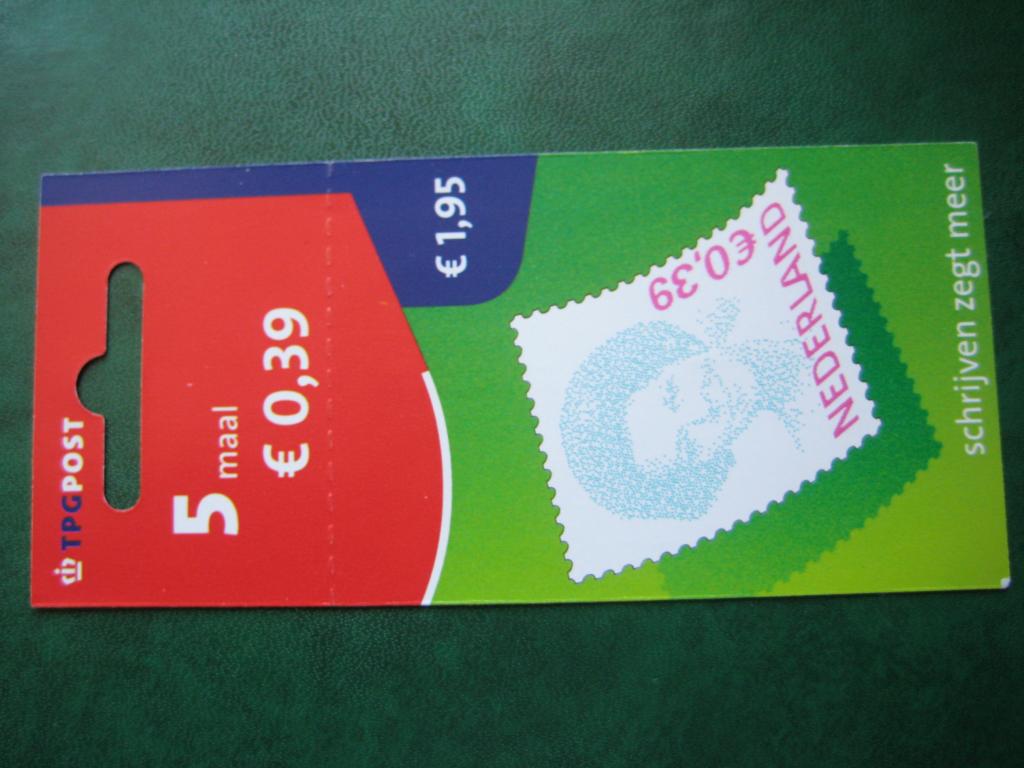 TPGPOST
5 maal
€ 0,39
€ 1,95
€0,39
NEDERLAND
schrijven zegt meer